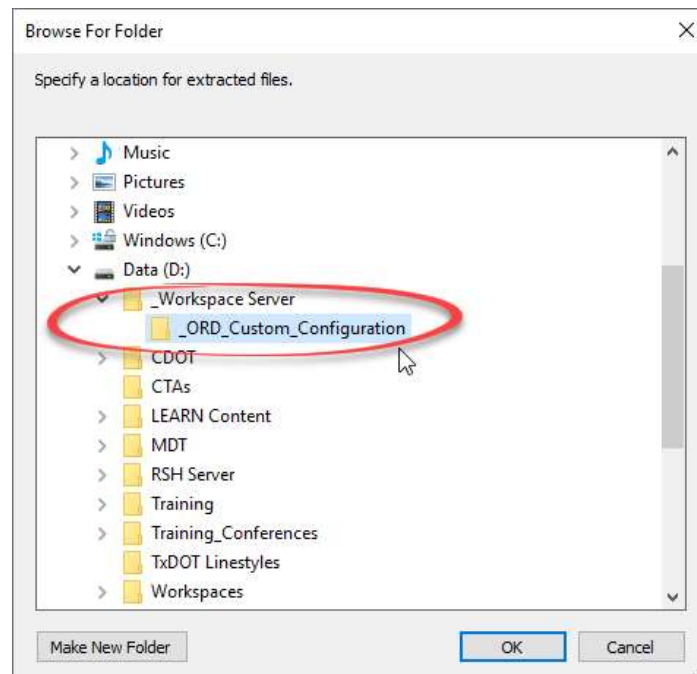 Browse For Folder
Specify a location for extracted files.
Music
Pictures
Videos
Windows (C:)
Data (D:)
_Workspace Server
_ORD_Custom_Configuration
CDOT
CTAs
LEARN Content
MDT
RSH Server
Training
Training_Conferences
TxDOT Linestyles
Workspaces
Make New Folder
OK
Cancel